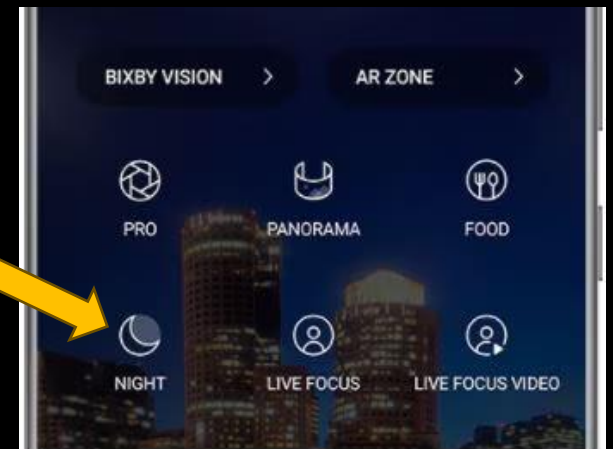 BIXBY VISION > AR ZONE >
PRO PANORAMA FOOD
NIGHT LIVE FOCUS LIVE FOCUS VIDEO